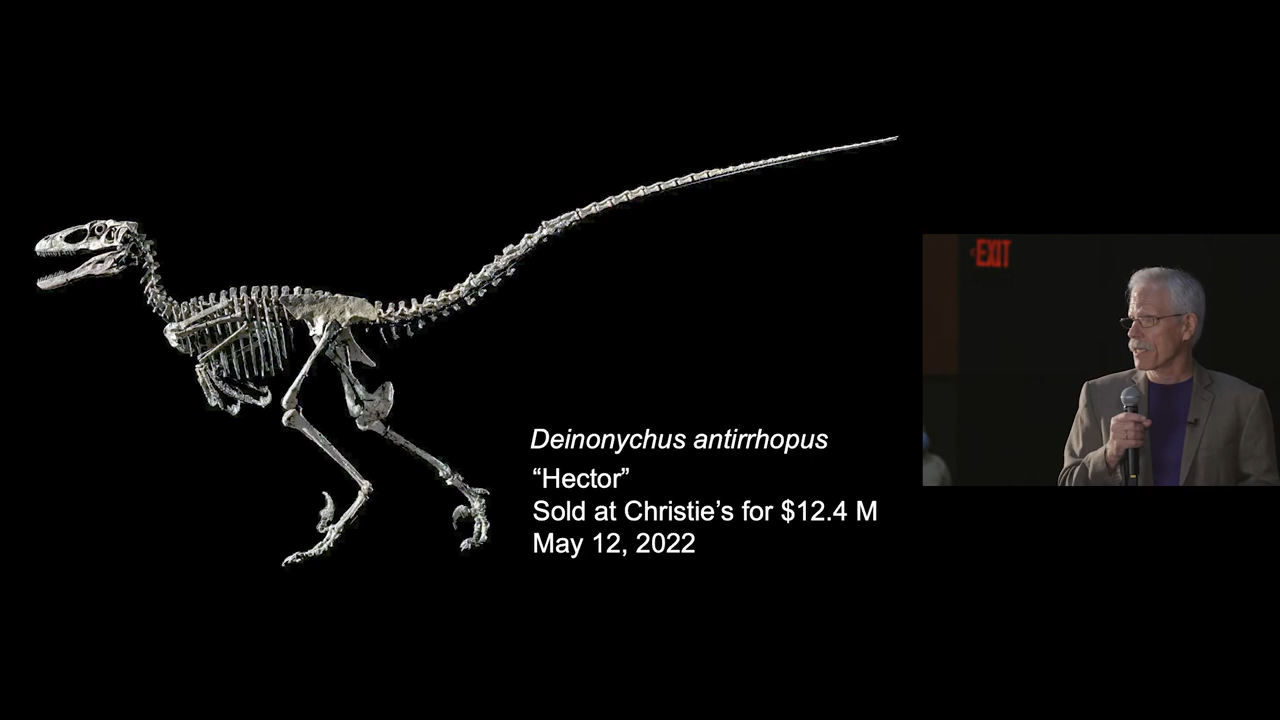 EXIT
Deinonychus antirrhopus
“Hector”
Sold at Christie’s for $12.4 M
May 12, 2022